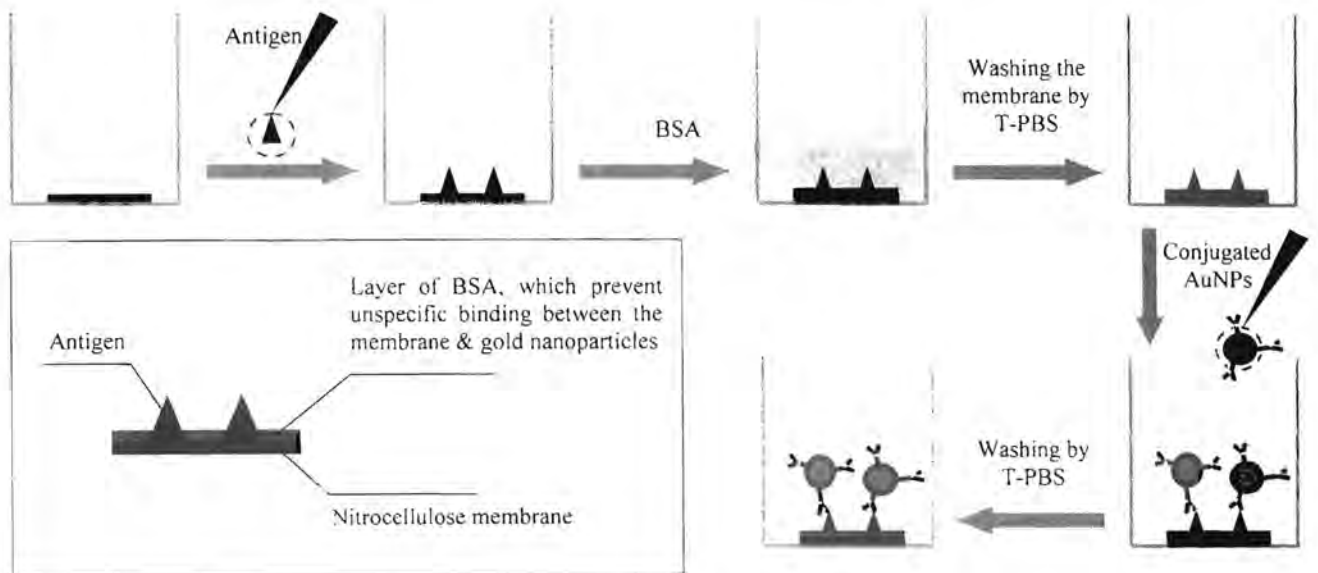 Antigen
BSA
Washing the
membrane by
T-PBS
Conjugated
AuNPs
Washing by
T-PBS
Layer of BSA, which prevent
unspecific binding between the
membrane & gold nanoparticles
Antigen
Nitrocellulose membrane